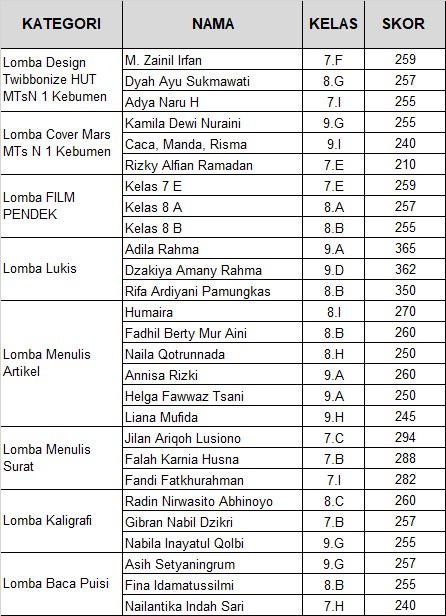 KATEGORI NAMA KELAS SKOR
Lomba Design Twibbonize HUT MTsN 1 Kebumen
M. Zainil Irfan 7.F 259
Dyah Ayu Sukmawati 8.G 257
Adya Naru H 7.I 255
Lomba Cover Mars MTs N 1 Kebumen
Kamila Dewi Nuraini 9.G 255
Caca, Manda, Risma 9.I 240
Rizky Alfian Ramadan 7.E 210
Lomba FILM PENDEK
Kelas 7 E 7.E 259
Kelas 8 A 8.A 257
Kelas 8 B 8.B 255
Lomba Lukis
Adila Rahma 9.A 365
Dzakiya Amany Rahma 9.D 362
Rifa Ardiyani Pamungkas 8.B 350
Lomba Menulis Artikel
Humaira 8.I 270
Fadhil Berty Mur Aini 8.B 260
Naila Qotrunnada 8.H 250
Annisa Rizki 9.A 260
Helga Fawwaz Tsani 9.A 250
Liana Mufida 9.H 245
Lomba Menulis Surat
Jilan Ariqoh Lusiono 7.C 294
Falah Karnia Husna 7.B 288
Fandi Fatkhurahman 7.I 282
Lomba Kaligrafi
Radin Nirwasito Abhinoyo 8.C 260
Gibran Nabil Dzikri 7.B 257
Nabila Inayatul Qolbi 9.G 255
Lomba Baca Puisi
Asih Setyaningrum 9.G 257
Fina Idamatussilmi 8.B 255
Nailantika Indah Sari 7.H 240